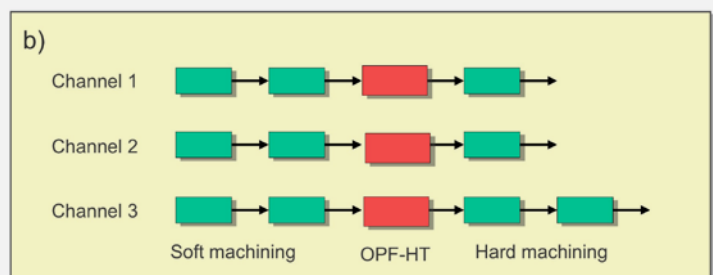 b)
Channel 1
Channel 2
Channel 3
Soft machining OPF-HT Hard machining